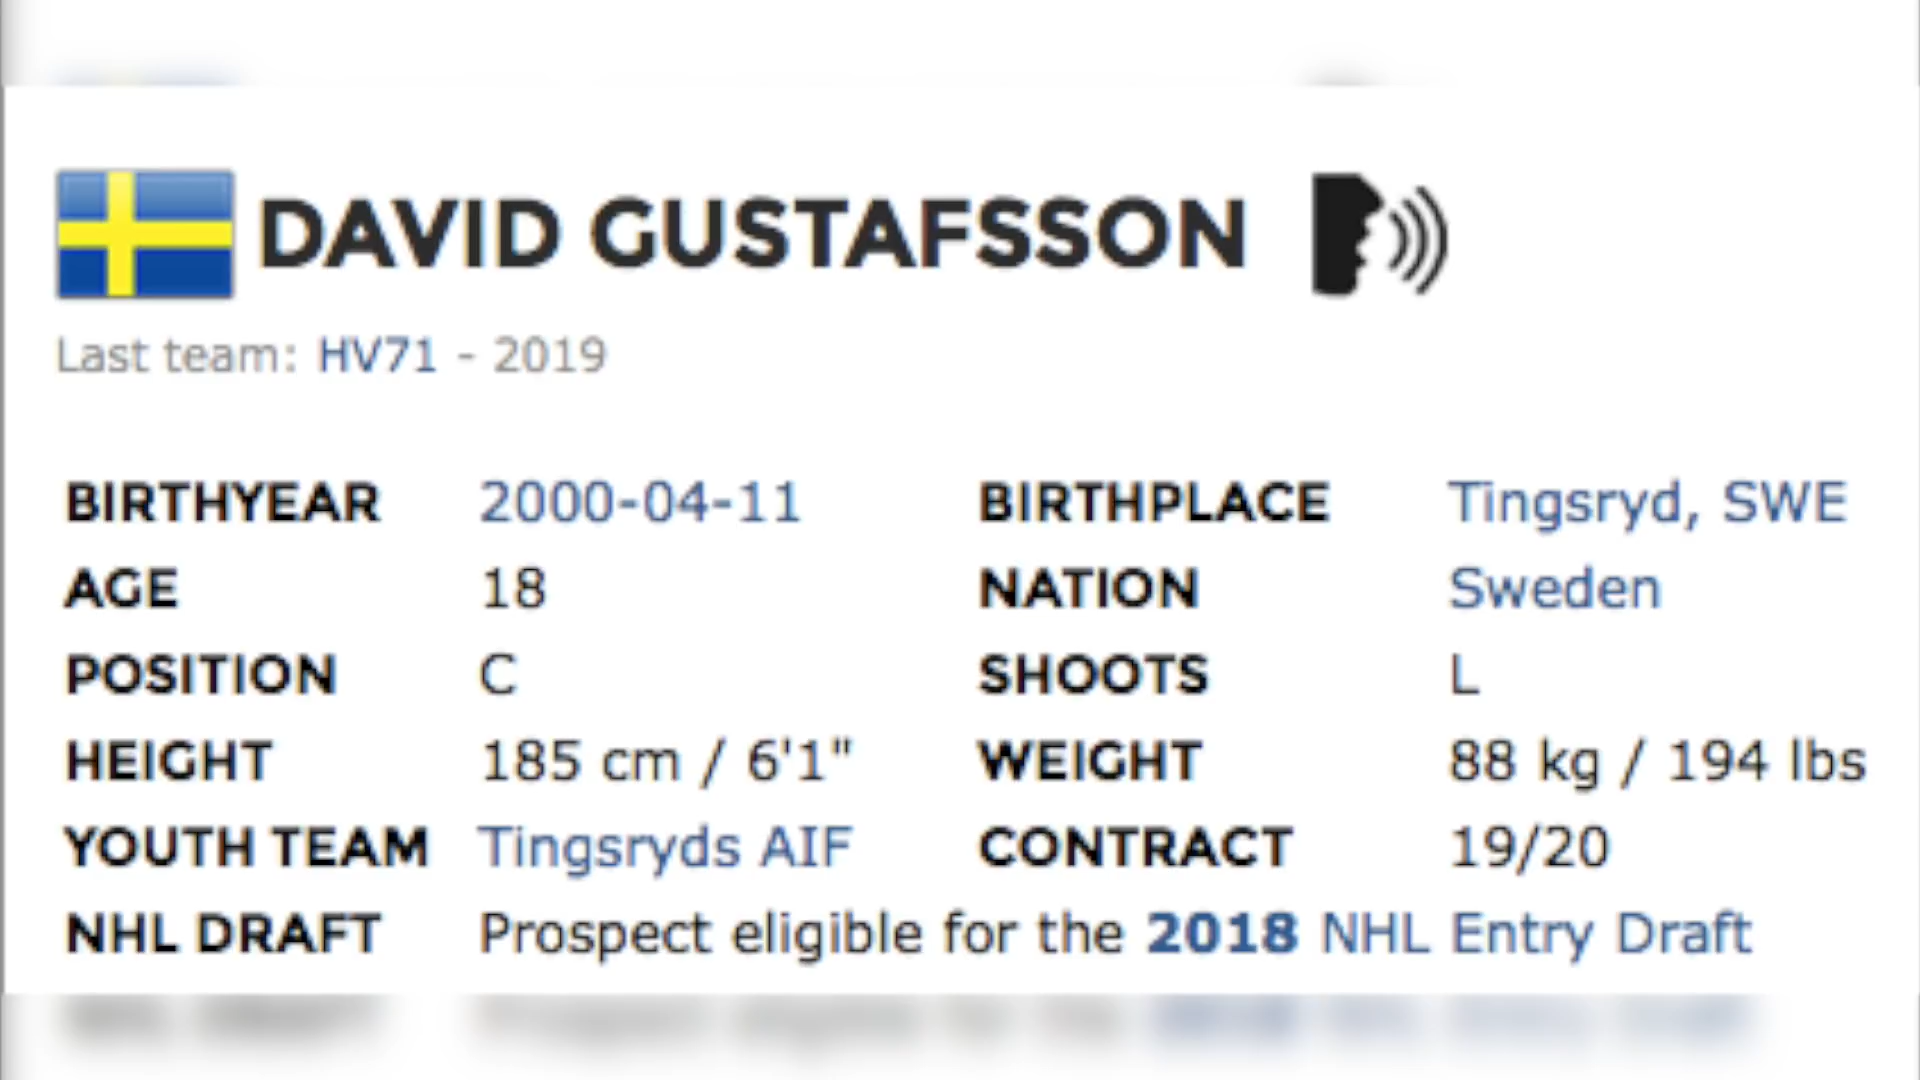 DAVID GUSTAFSSON
Last team: HV71 - 2019
BIRTHYEAR 2000-04-11 BIRTHPLACE Tingsryd, SWE
AGE 18 NATION Sweden
POSITION C SHOOTS L
HEIGHT 185 cm / 6'1" WEIGHT 88 kg / 194 lbs
YOUTH TEAM Tingsryds AIF CONTRACT 19/20
NHL DRAFT Prospect eligible for the 2018 NHL Entry Draft